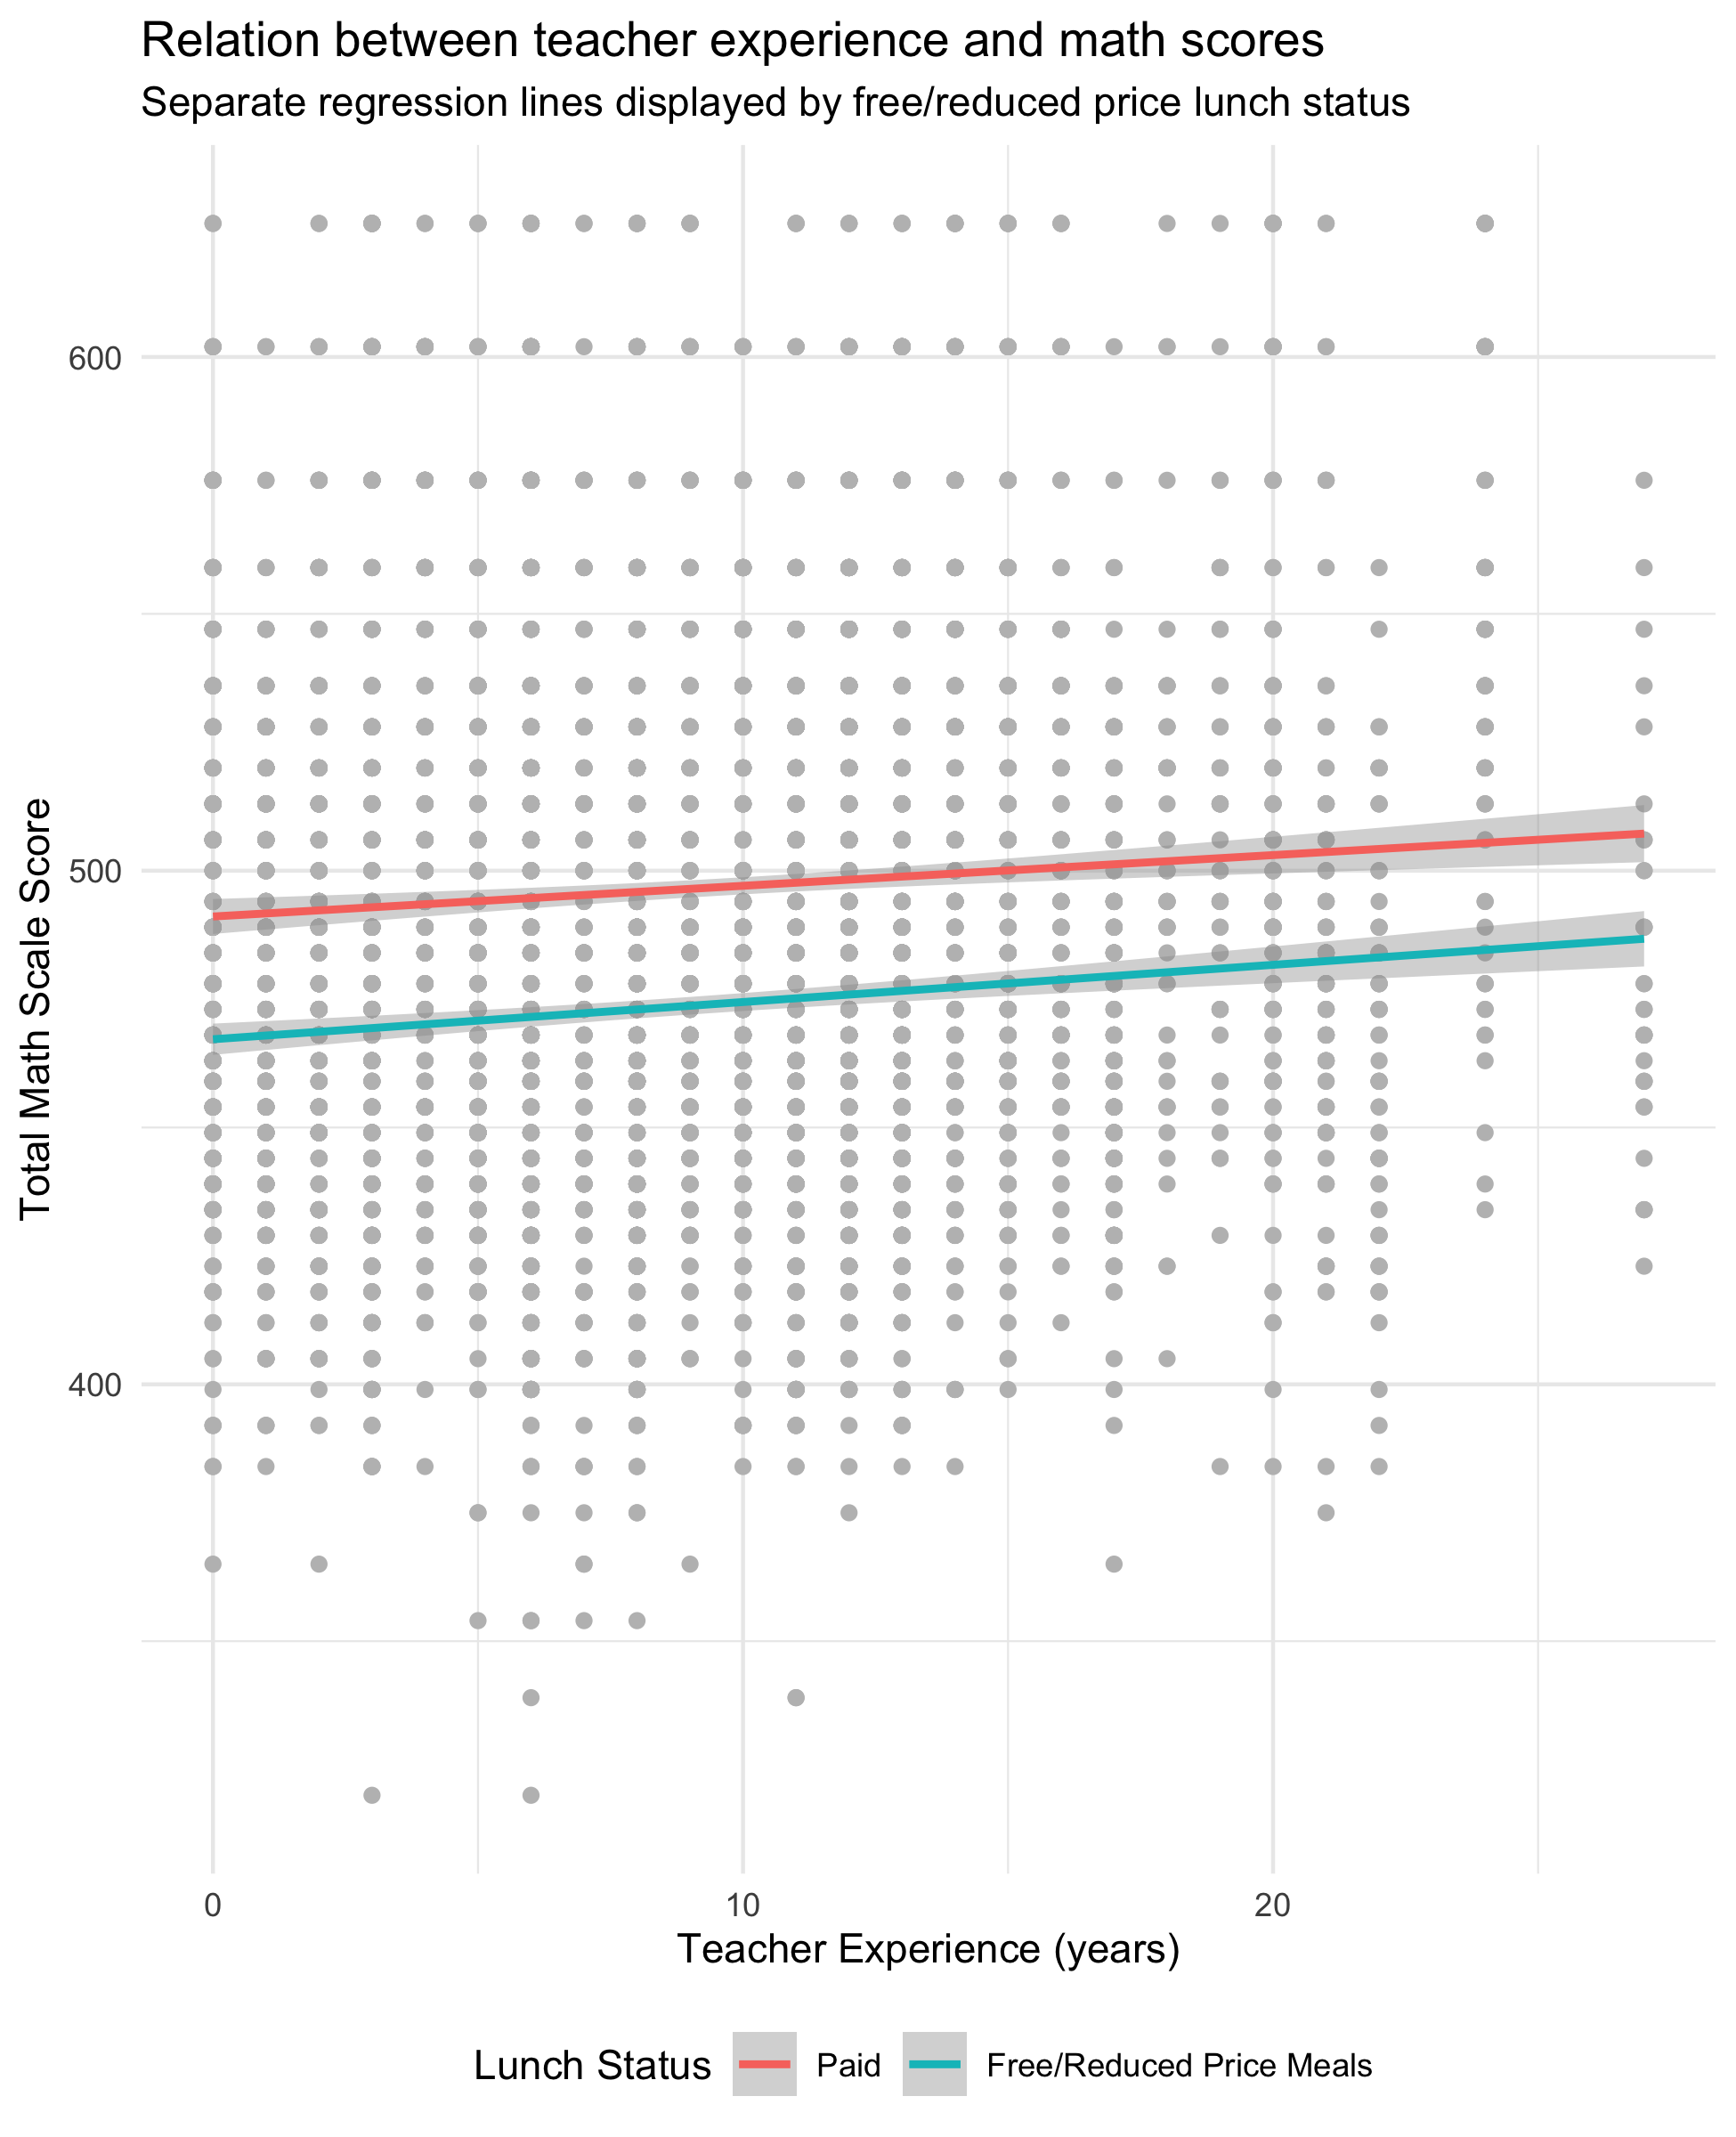 Relation between teacher experience and math scores
Separate regression lines displayed by free/reduced price lunch status
Total Math Scale Score
600
500
400
0 10 20
Teacher Experience (years)
Lunch Status Paid Free/Reduced Price Meals